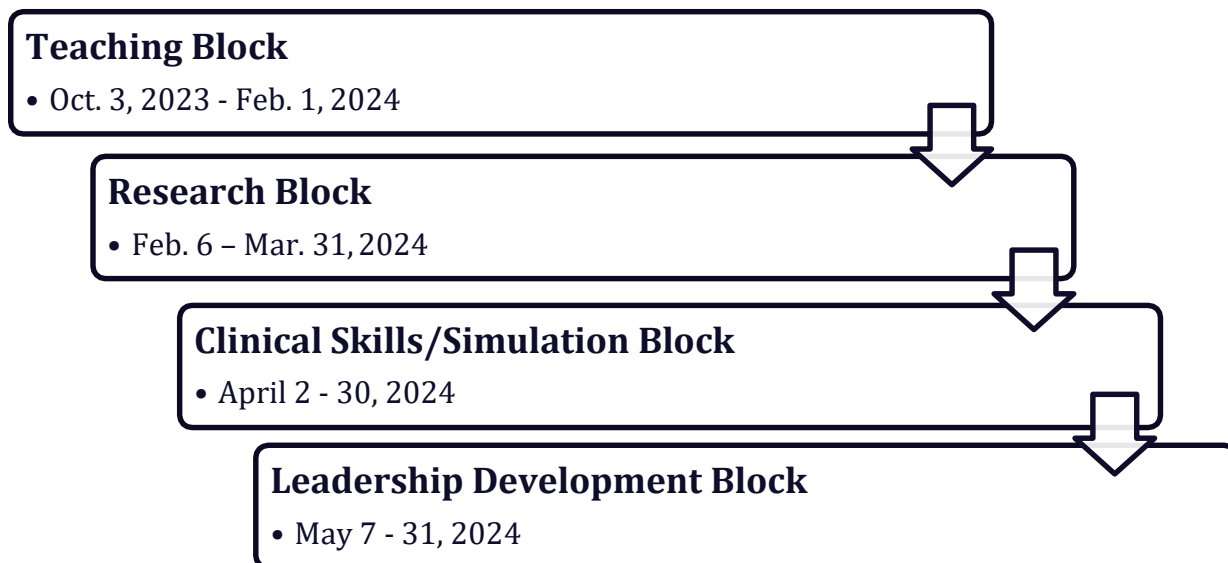 Teaching Block
• Oct. 3, 2023 - Feb. 1, 2024
Research Block
• Feb. 6 – Mar. 31, 2024
Clinical Skills/Simulation Block
• April 2 - 30, 2024
Leadership Development Block
• May 7 - 31, 2024